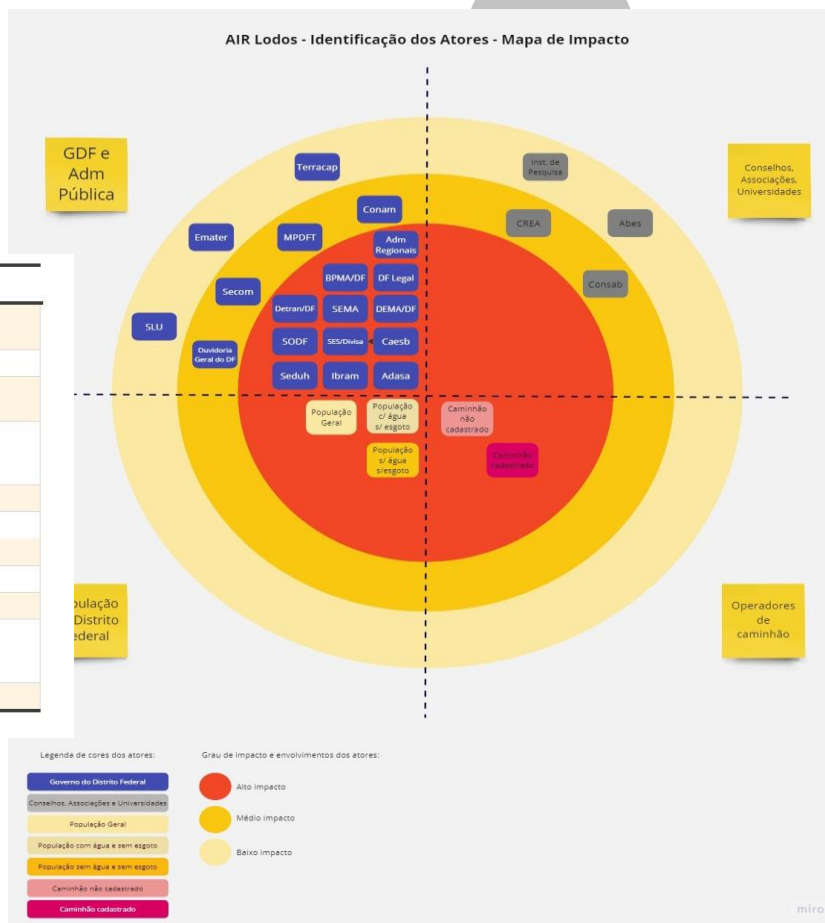 AIR Lodos - Identificação dos Atores - Mapa de Impacto
GDF e
Adm
Pública
Conselhos,
Associações,
Universidades
Terracap
Inst. de
Pesquisa
Conam
Emater
MPDFT
CREA
Abes
Adm
Regionais
BPMA/DF
DF Legal
Secom
Consab
Detran/DF
SEMA
DEMA/DF
SLU
Ouvidoria
Geral do DF
SODF
SES/Divisa
Caesb
Seduh
Ibram
Adasa
População
Geral
População
c/ água
s/ esgoto
Caminhão
não
cadastrado
População
s/ água
s/esgoto
Caminhão
cadastrado
pulação
Distrito
ederal
Operadores
de
caminhão
Legenda de cores dos atores:
Governo do Distrito Federal
Conselhos, Associações e Universidades
População Geral
População com água e sem esgoto
População sem água e sem esgoto
Caminhão não cadastrado
Caminhão cadastrado
Grau de impacto e envolvimentos dos atores:
Alto impacto
Médio impacto
Baixo impacto
miro